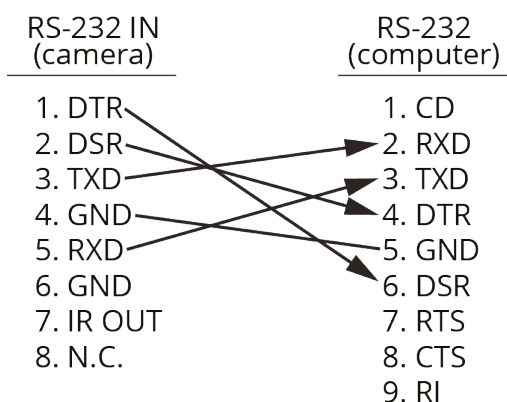 RS-232 IN
(camera)
1. DTR
2. DSR
3. TXD
4. GND
5. RXD
6. GND
7. IR OUT
8. N.C.
RS-232
(computer)
1. CD
2. RXD
3. TXD
4. DTR
5. GND
6. DSR
7. RTS
8. CTS
9. RI